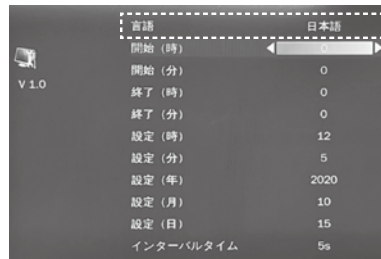 言語 日本語
開始（時） 0
V 1.0
開始（分） 0
終了（時） 0
終了（分） 0
設定（時） 12
設定（分） 5
設定（年） 2020
設定（月） 10
設定（日） 15
インターバルタイム 5s